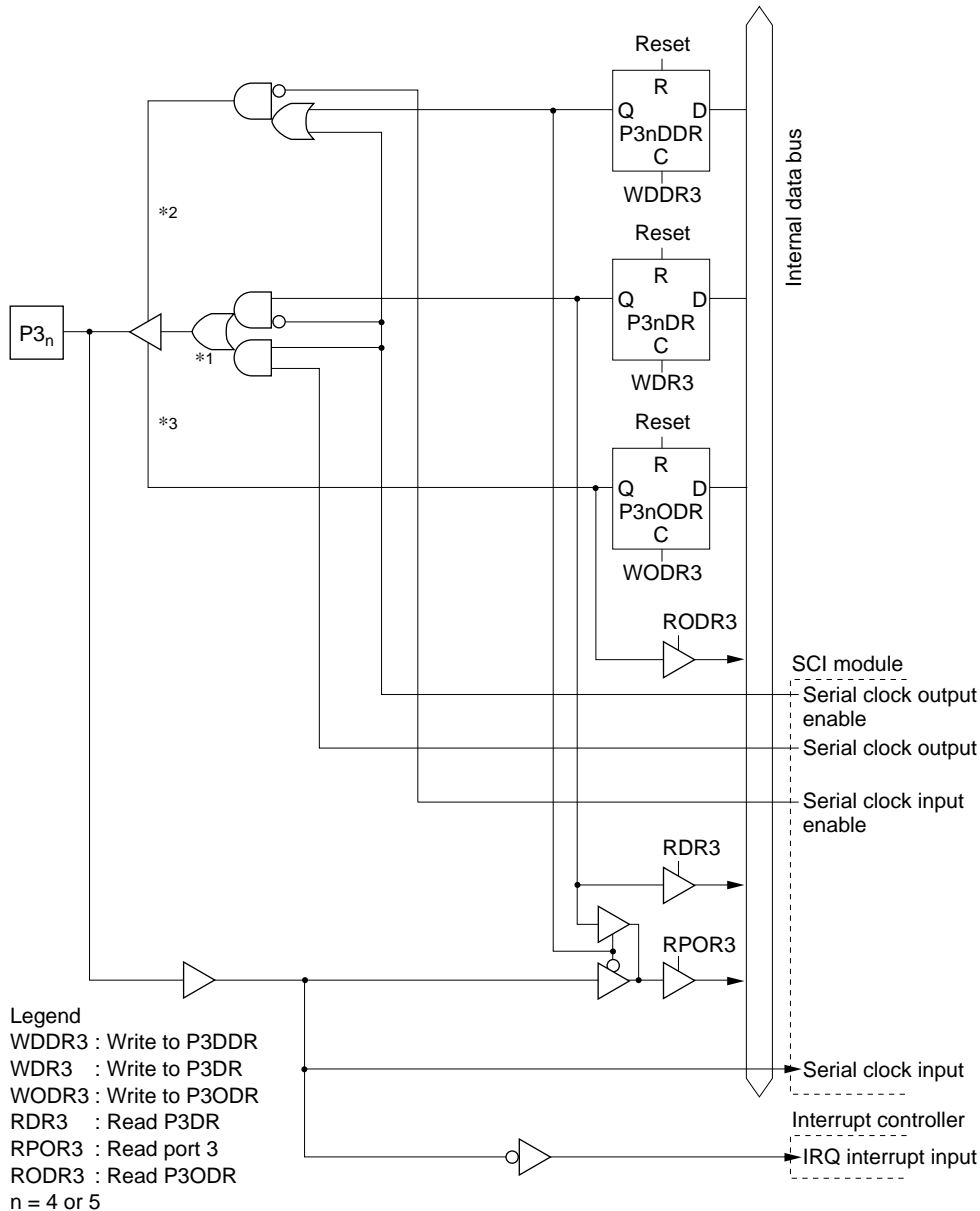 Reset
R
Q D
P3nDDR
C
WDDR3
Internal data bus
*2
Reset
R
Q D
P3nDR
C
WDR3
P3n
*1
*3
Reset
R
Q D
P3nODR
C
WODR3
RODR3
SCI module
Serial clock output
enable
Serial clock output
Serial clock input
enable
RDR3
RPOR3
Serial clock input
Interrupt controller
IRQ interrupt input
Legend
WDDR3 : Write to P3DDR
WDR3 : Write to P3DR
WODR3 : Write to P3ODR
RDR3 : Read P3DR
RPOR3 : Read port 3
RODR3 : Read P3ODR
n = 4 or 5